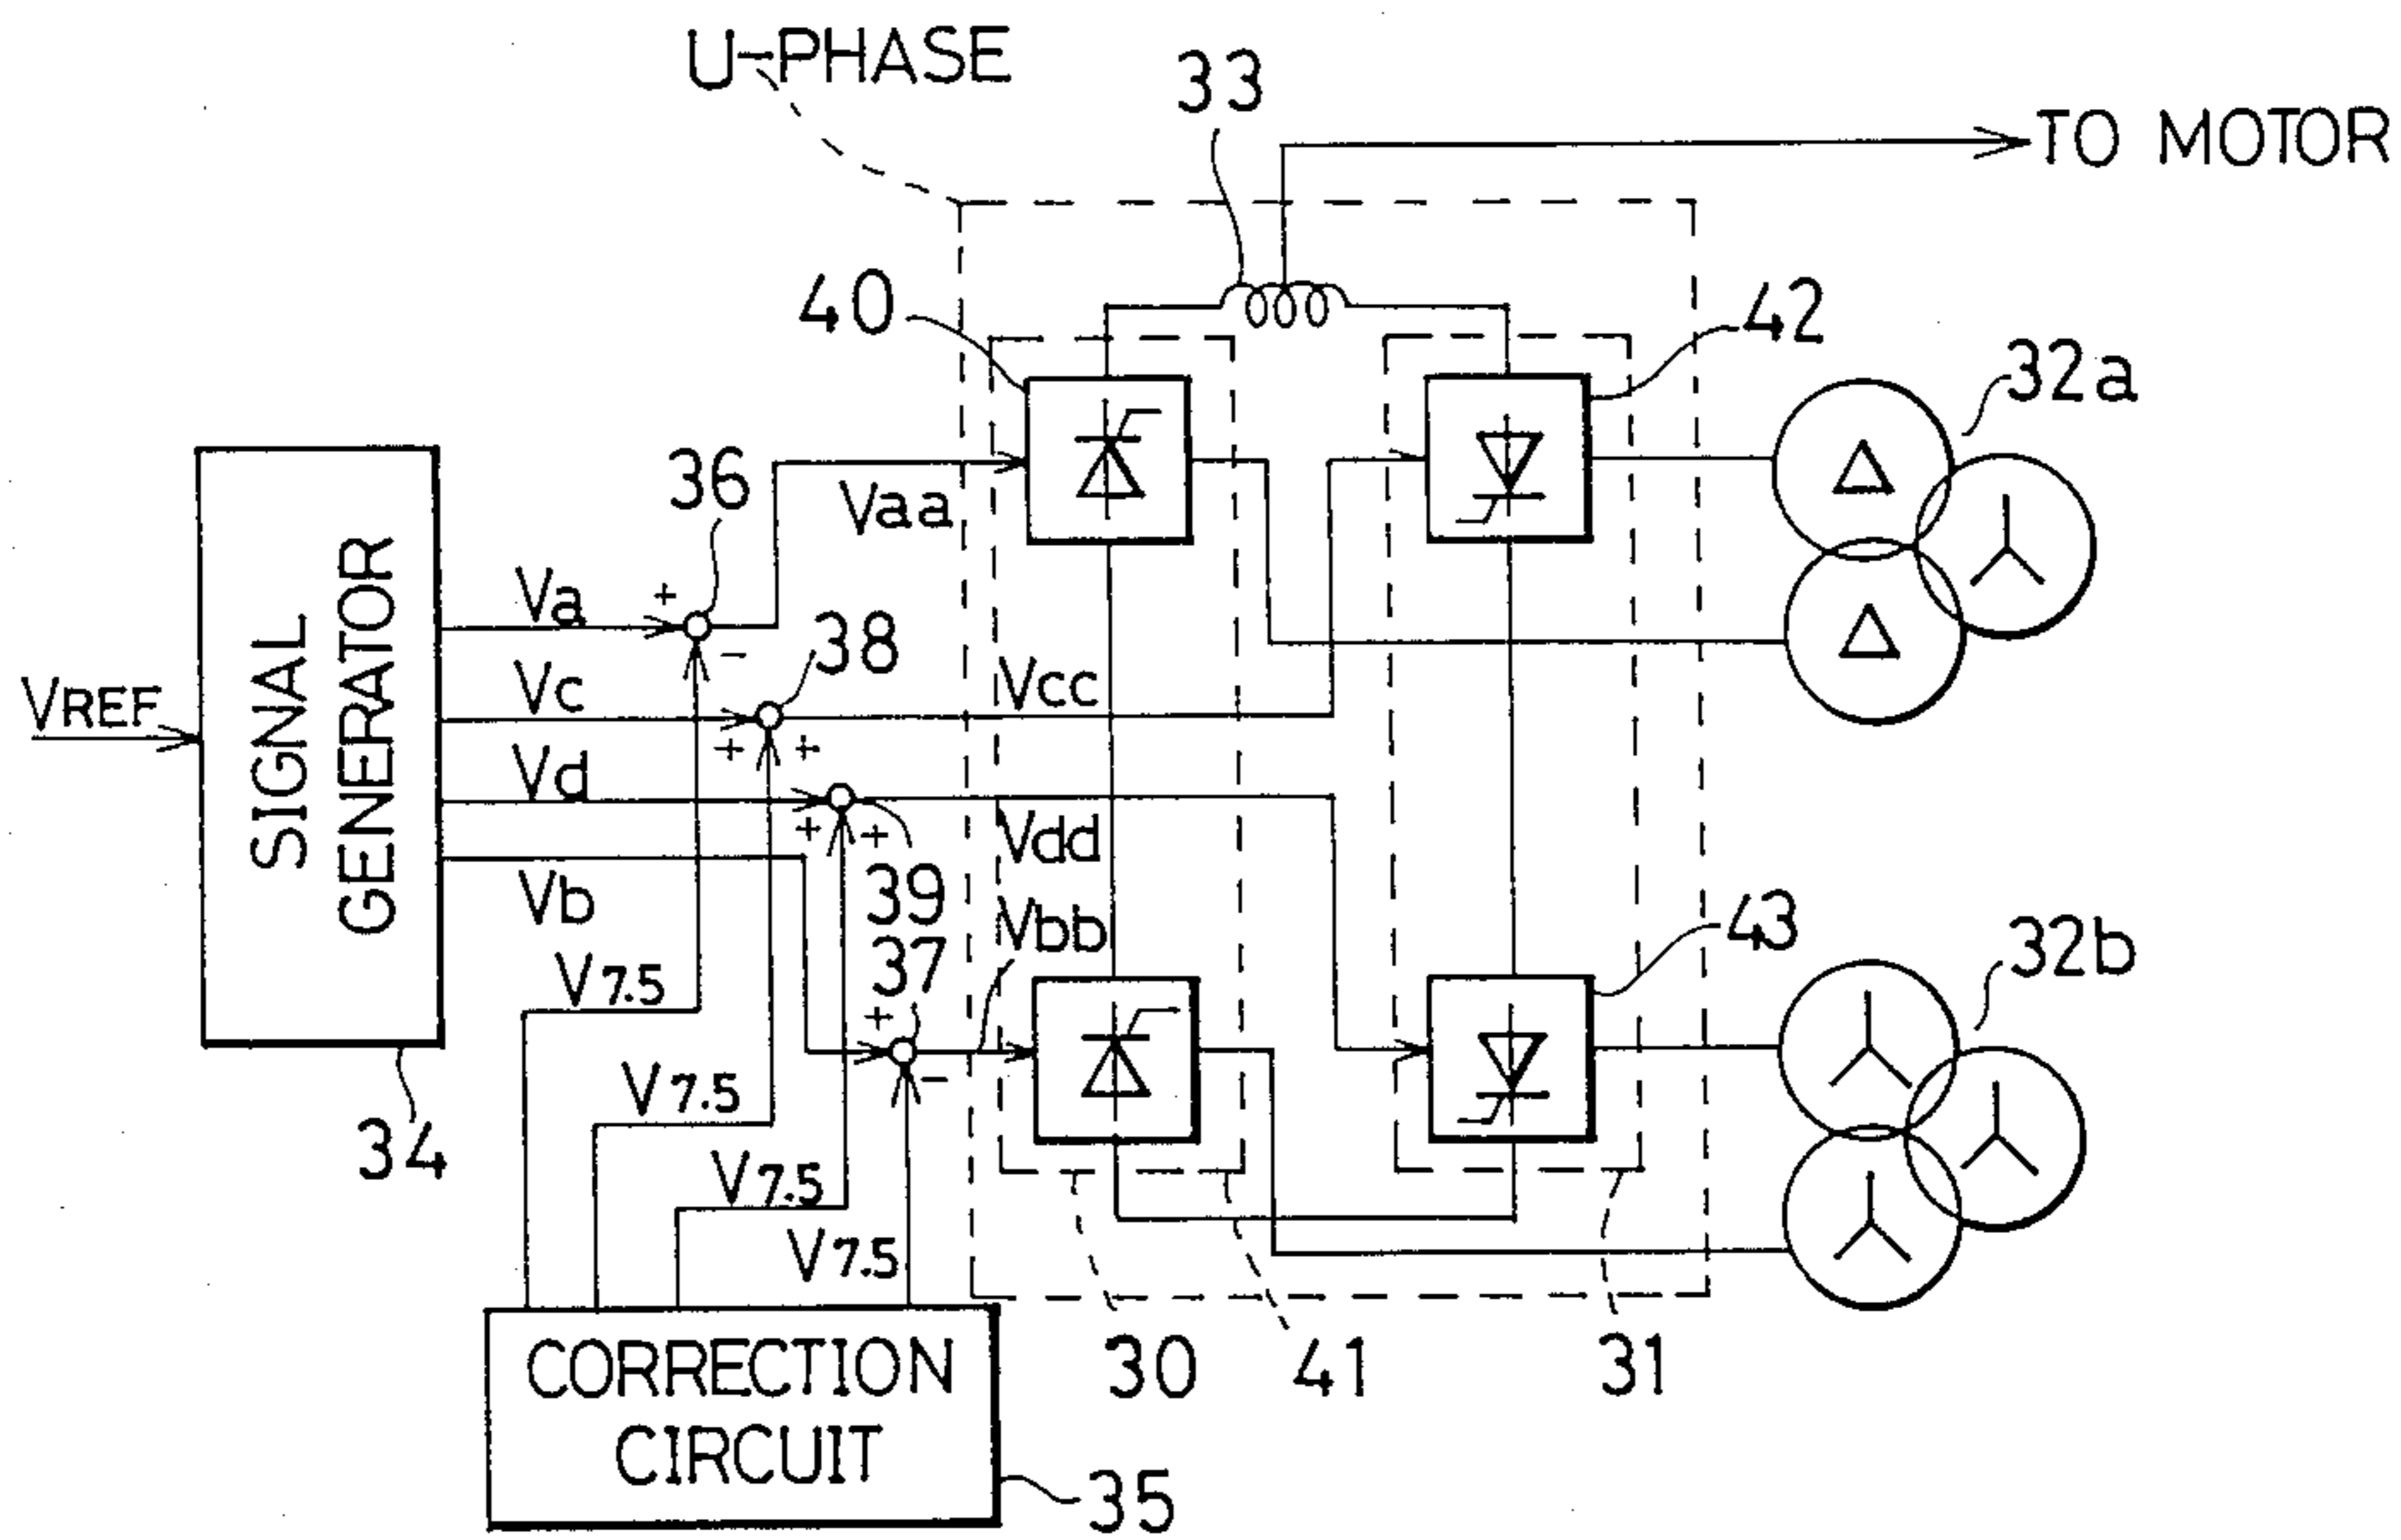 U-PHASE
33
TO MOTOR
40
42
32a
36
Vaa
+
Va
-
38
SIGNAL
GENERATOR
VREF
Vc
Vcc
+ +
Vd
+ +
Vdd
Vb
39
Vbb
37
43
32b
V7.5
+
-
34
V7.5
V7.5
V7.5
30
41
31
CORRECTION
CIRCUIT
35